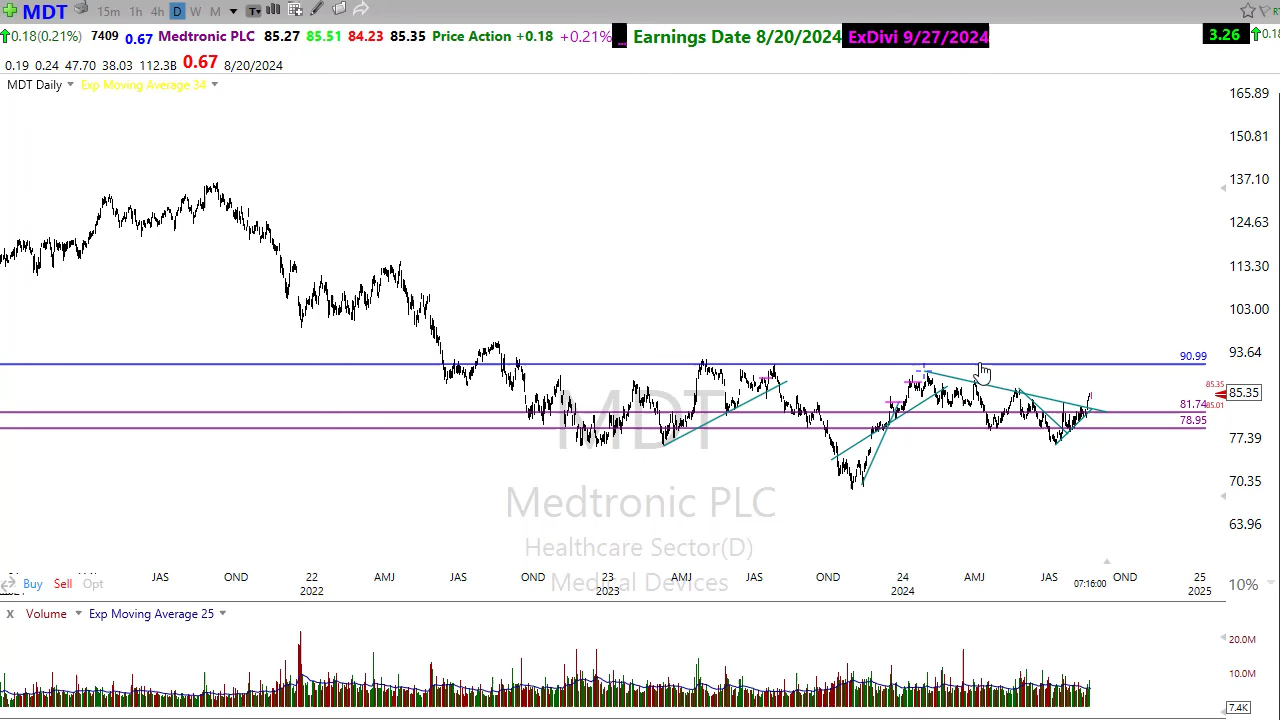 MDT 15m 1h 4h D W M T
0.18(0.21%) 7409 0.67 Medtronic PLC 85.27 85.51 84.23 85.35 Price Action +0.18 +0.21% ... Earnings Date 8/20/2024 ExDivi 9/27/2024 3.26 0.18
0.19 0.24 47.70 38.03 112.3B 0.67 8/20/2024
MDT Daily Exp Moving Average 34
165.89
150.81
137.10
124.63
113.30
103.00
93.64
90.99
85.35
85.35
81.74
85.01
78.95
77.39
70.35
63.96
MDT
Medtronic PLC
Healthcare Sector(D)
Medical Devices
Buy Sell Opt
JAS OND 22 AMJ JAS OND 23 AMJ JAS OND 24 AMJ JAS OND 25
2022 2023 2024 07:16:00 2025
10%
X Volume Exp Moving Average 25
20.0M
10.0M
7.4K